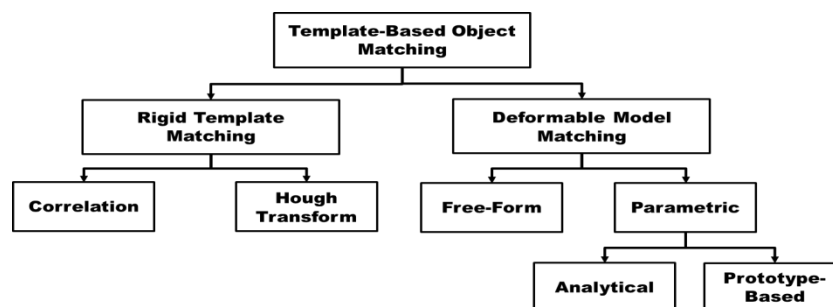 Template-Based Object
Matching
Rigid Template
Matching
Deformable Model
Matching
Correlation
Hough
Transform
Free-Form
Parametric
Analytical
Prototype-
Based